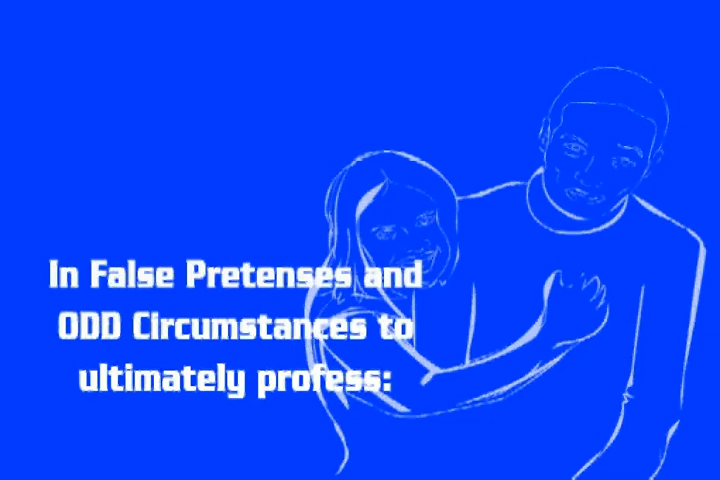 In False Pretenses and
ODD Circumstances to
ultimately profess: